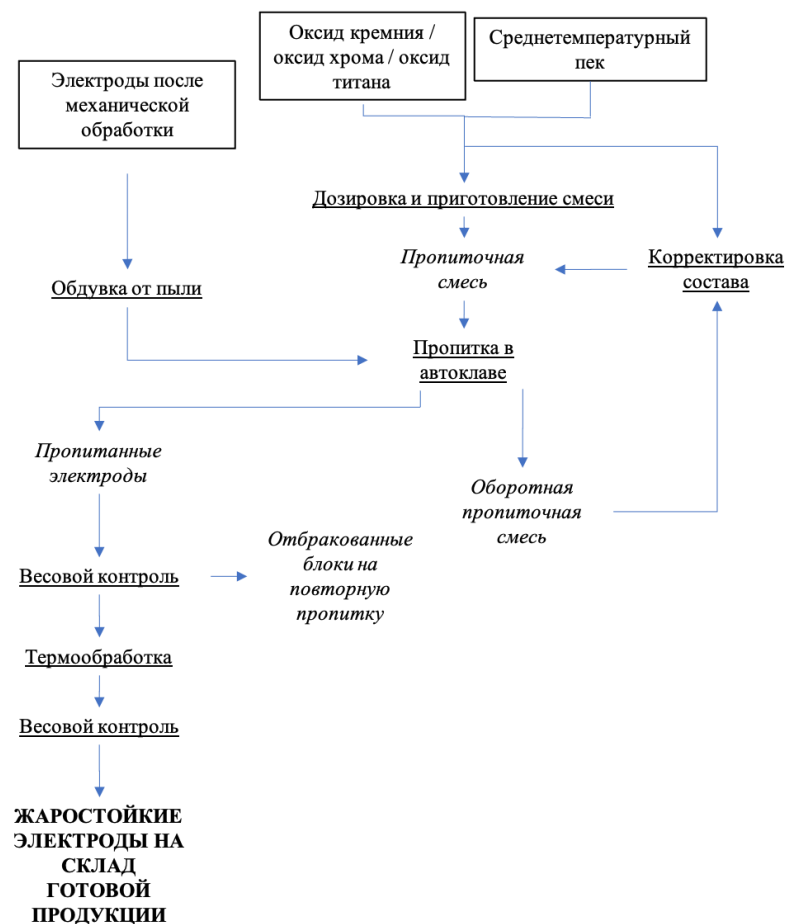 Оксид кремния /
оксид хрома / оксид
титана
Среднетемпературный
пек
Электроды после
механической
обработки
Дозировка и приготовление смеси
Пропиточная
смесь
Корректировка
состава
Обдувка от пыли
Пропитка в
автоклаве
Пропитанные
электроды
Оборотная
пропиточная
смесь
Отбракованные
блоки на
повторную
пропитку
Весовой контроль
Термообработка
Весовой контроль
ЖАРОСТОЙКИЕ
ЭЛЕКТРОДЫ НА
СКЛАД
ГОТОВОЙ
ПРОДУКЦИИ